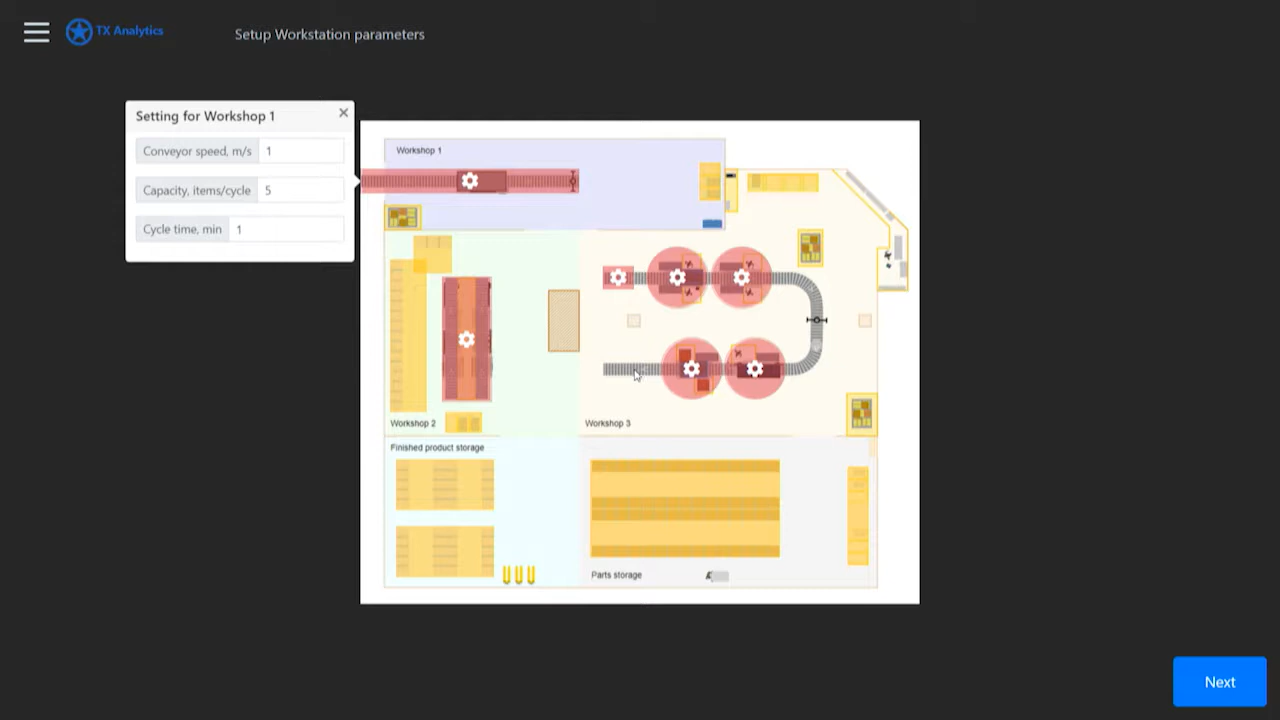 TX Analytics
Setup Workstation parameters
Setting for Workshop 1
Conveyor speed, m/s 1
Capacity, items/cycle 5
Cycle time, min 1
Workshop 1
Workshop 2
Workshop 3
Finished product storage
Parts storage
Next